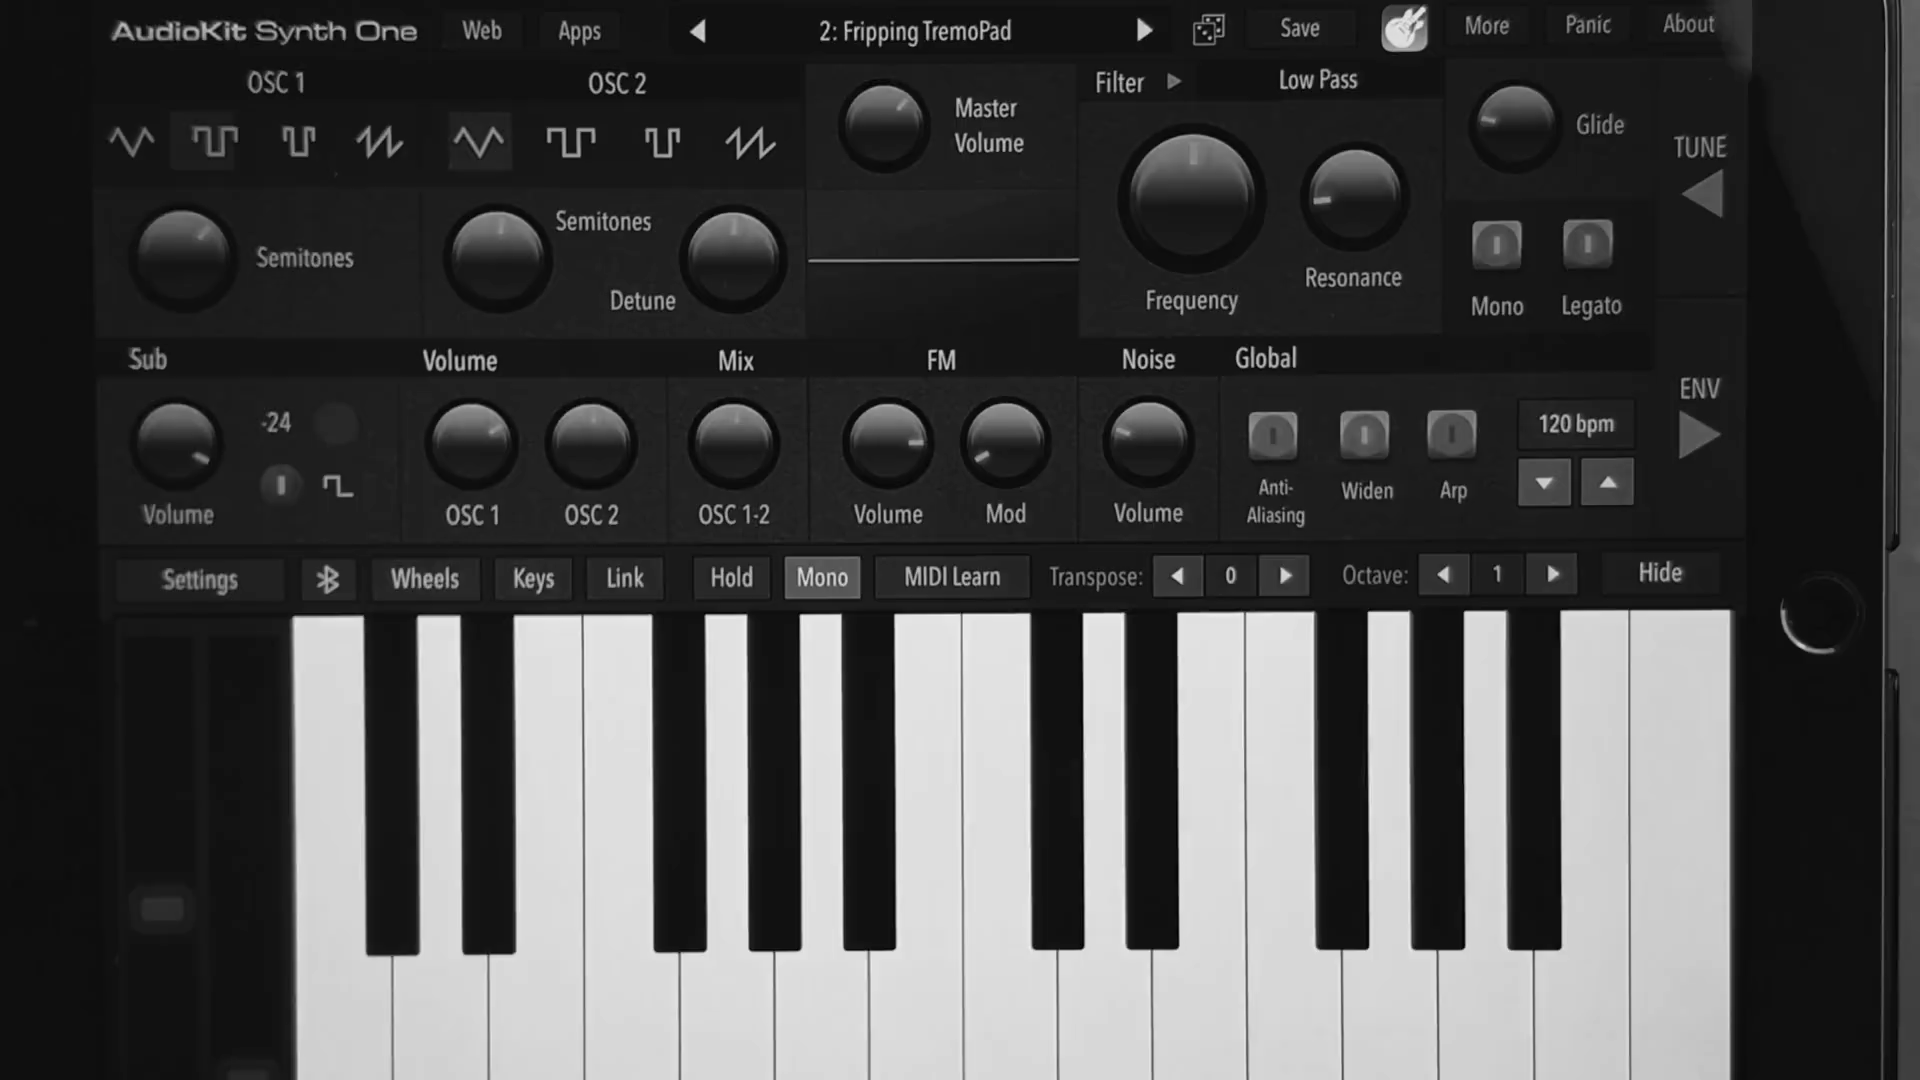 AudioKit Synth One Web Apps 2: Fripping TremoPad Save More Panic About
OSC 1 OSC 2 Master Volume Filter Low Pass Glide TUNE
Semitones Semitones Detune Frequency Resonance Mono Legato
Sub Volume Mix FM Noise Global ENV
-24 120 bpm
Volume OSC 1 OSC 2 OSC 1-2 Volume Mod Volume Anti-Aliasing Widen Arp
Settings Wheels Keys Link Hold Mono MIDI Learn Transpose: 0 Octave: 1 Hide